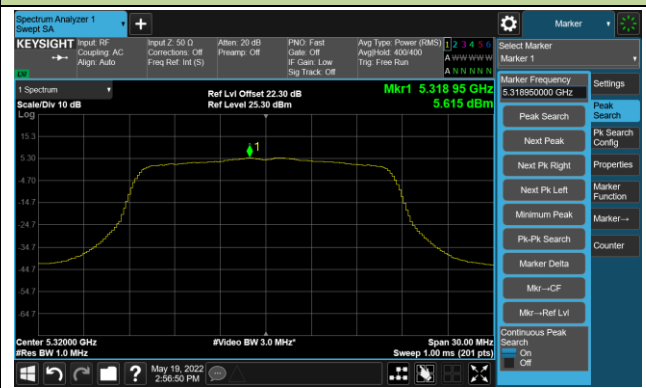 Spectrum Analyzer 1
Swept SA
+
Marker
KEYSIGHT
Input: RF
Coupling: AC
Align: Auto
Input Z: 50 Ω
Corrections: Off
Freq Ref: Int (S)
Atten: 20 dB
Preamp: Off
PNO: Fast
Gate: Off
IF Gain: Low
Sig Track: Off
Avg Type: Power (RMS)
Avg|Hold: 400/400
Trig: Free Run
1 2 3 4 5 6
A W W W W W
A N N N N N
Select Marker
Marker 1
1 Spectrum
Scale/Div 10 dB
Ref Lvl Offset 22.30 dB
Ref Level 25.30 dBm
Mkr1 5.318 95 GHz
5.615 dBm
Log
15.3
5.30
-4.70
-14.7
-24.7
-34.7
-44.7
-54.7
-64.7
1
Center 5.32000 GHz
#Res BW 1.0 MHz
#Video BW 3.0 MHz*
Span 30.00 MHz
Sweep 1.00 ms (201 pts)
Marker Frequency
5.318950000 GHz
Peak Search
Next Peak
Next Pk Right
Next Pk Left
Minimum Peak
Pk-Pk Search
Marker Delta
Mkr→CF
Mkr→Ref Lvl
Continuous Peak
Search
On
Off
Settings
Peak
Search
Pk Search
Config
Properties
Marker
Function
Marker→
Counter
?
May 19, 2022
2:56:50 PM